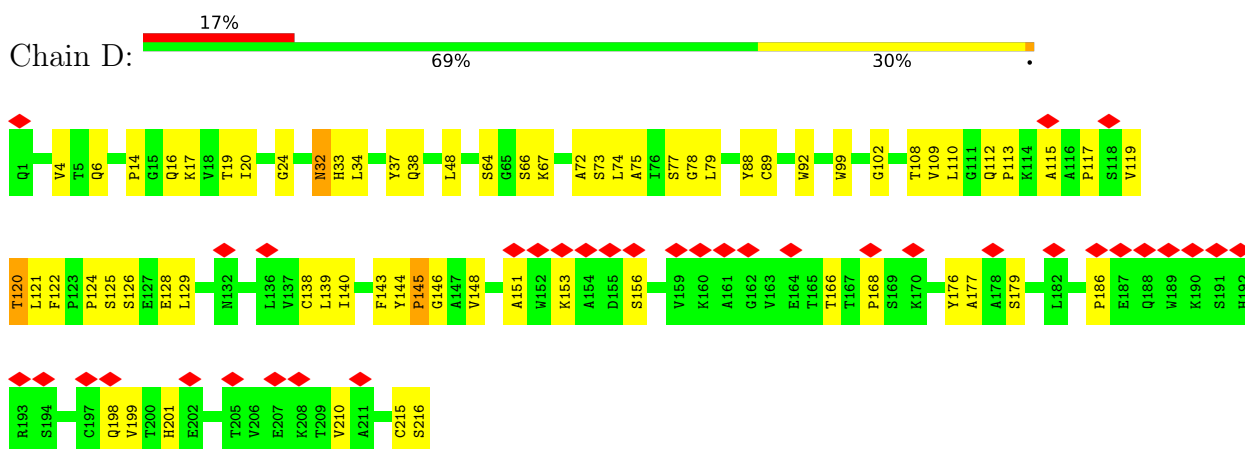 17%
Chain D:
69% 30% •
Q1 V4 T5 Q6 P14 G15 Q16 K17 V18 T19 I20 G24 N32 H33 L34 Y37 Q38 L48 S64 G65 S66 K67 A72 S73 L74 A75 I76 S77 G78 L79 Y88 C89 W92 W99 G102 T108 V109 L110 G111 Q112 P113 K114 A115 A116 P117 S118 V119
T120 L121 F122 P123 P124 S125 S126 E127 E128 L129 N132 L136 V137 C138 L139 I140 F143 Y144 P145 G146 A147 V148 A151 W152 K153 A154 D155 S156 V159 K160 A161 G162 V163 E164 T165 T166 T167 P168 S169 K170 Y176 A177 A178 S179 L182 P186 E187 Q188 W189 K190 S191 H192
R193 S194 C197 Q198 V199 T200 H201 E202 T205 V206 E207 K208 T209 V210 A211 C215 S216